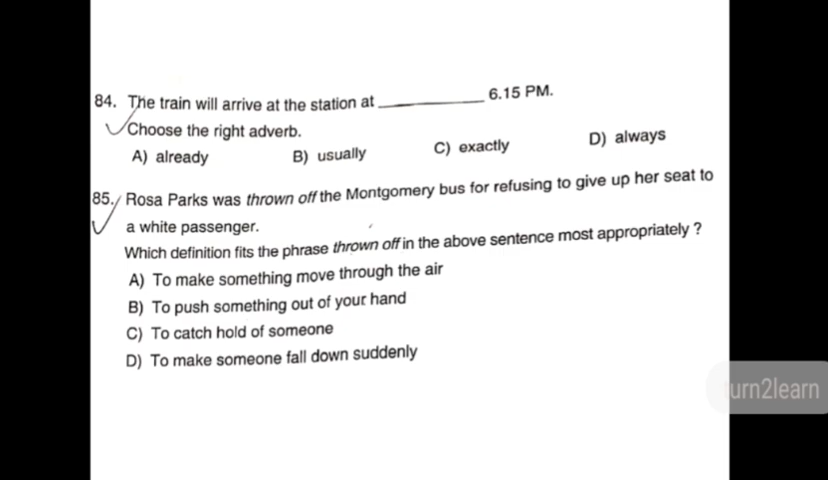 84. The train will arrive at the station at __________ 6.15 PM.
Choose the right adverb.
A) already B) usually C) exactly D) always
85. Rosa Parks was thrown off the Montgomery bus for refusing to give up her seat to
a white passenger.
Which definition fits the phrase thrown off in the above sentence most appropriately ?
A) To make something move through the air
B) To push something out of your hand
C) To catch hold of someone
D) To make someone fall down suddenly
urn2learn